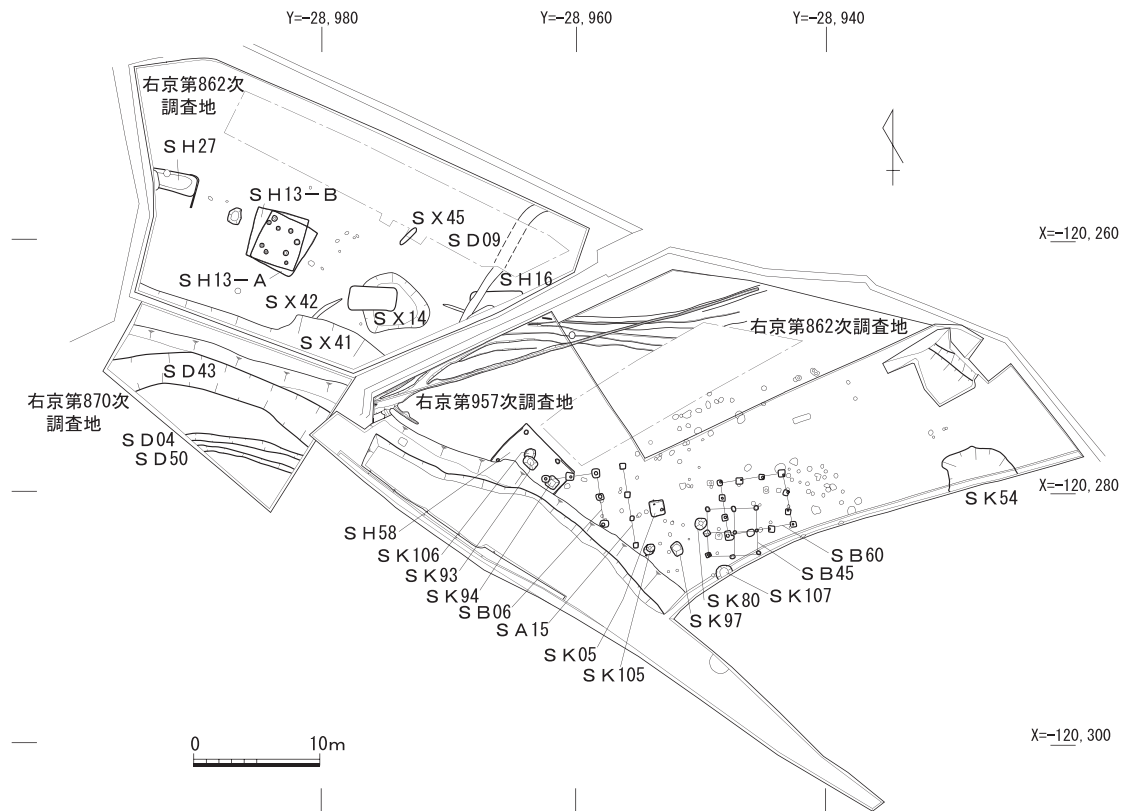 Y=-28,980
Y=-28,960
Y=-28,940
右京第862次
調査地
SH27
SH13-B
SX45
SD09
X=-120,260
SH13-A
SH16
SX42
SX14
SX41
右京第862次調査地
SD43
右京第870次
調査地
右京第957次調査地
SD04
SD50
X=-120,280
SK54
SH58
SK106
SK93
SK94
SB06
SA15
SK05
SK105
SB60
SB45
SK80
SK107
SK97
X=-120,300
0 10m